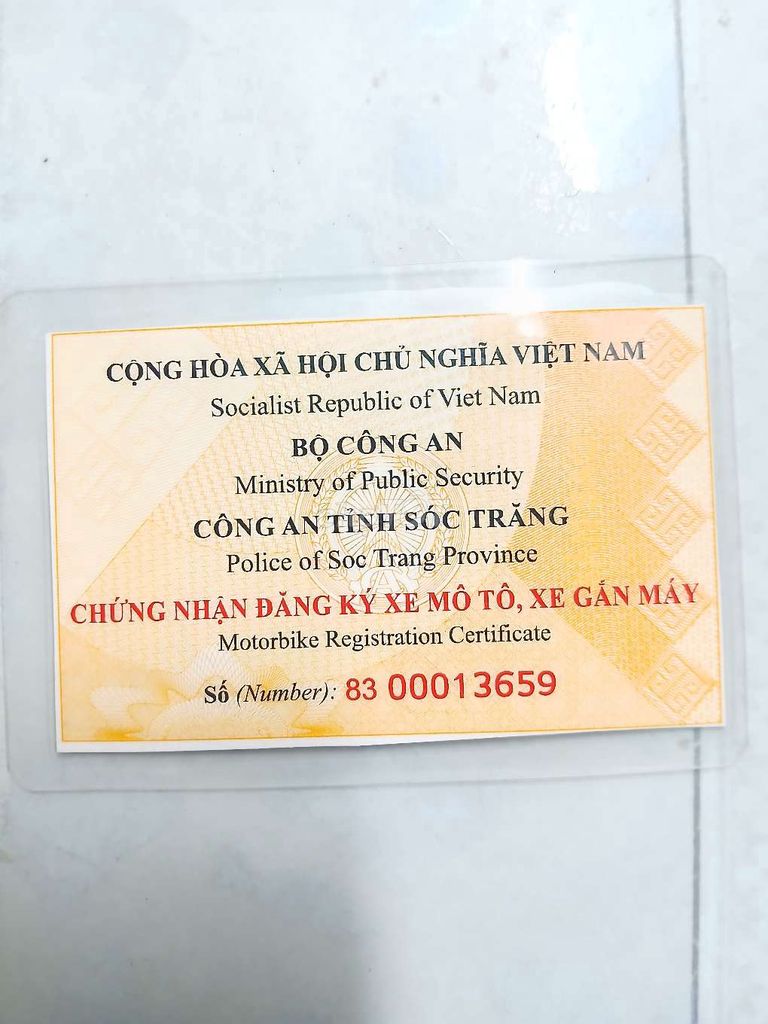 CỘNG HÒA XÃ HỘI CHỦ NGHĨA VIỆT NAM
Socialist Republic of Viet Nam
BỘ CÔNG AN
Ministry of Public Security
CÔNG AN TỈNH SÓC TRĂNG
Police of Soc Trang Province
CHỨNG NHẬN ĐĂNG KÝ XE MÔ TÔ, XE GẮN MÁY
Motorbike Registration Certificate
Số (Number): 83 00013659